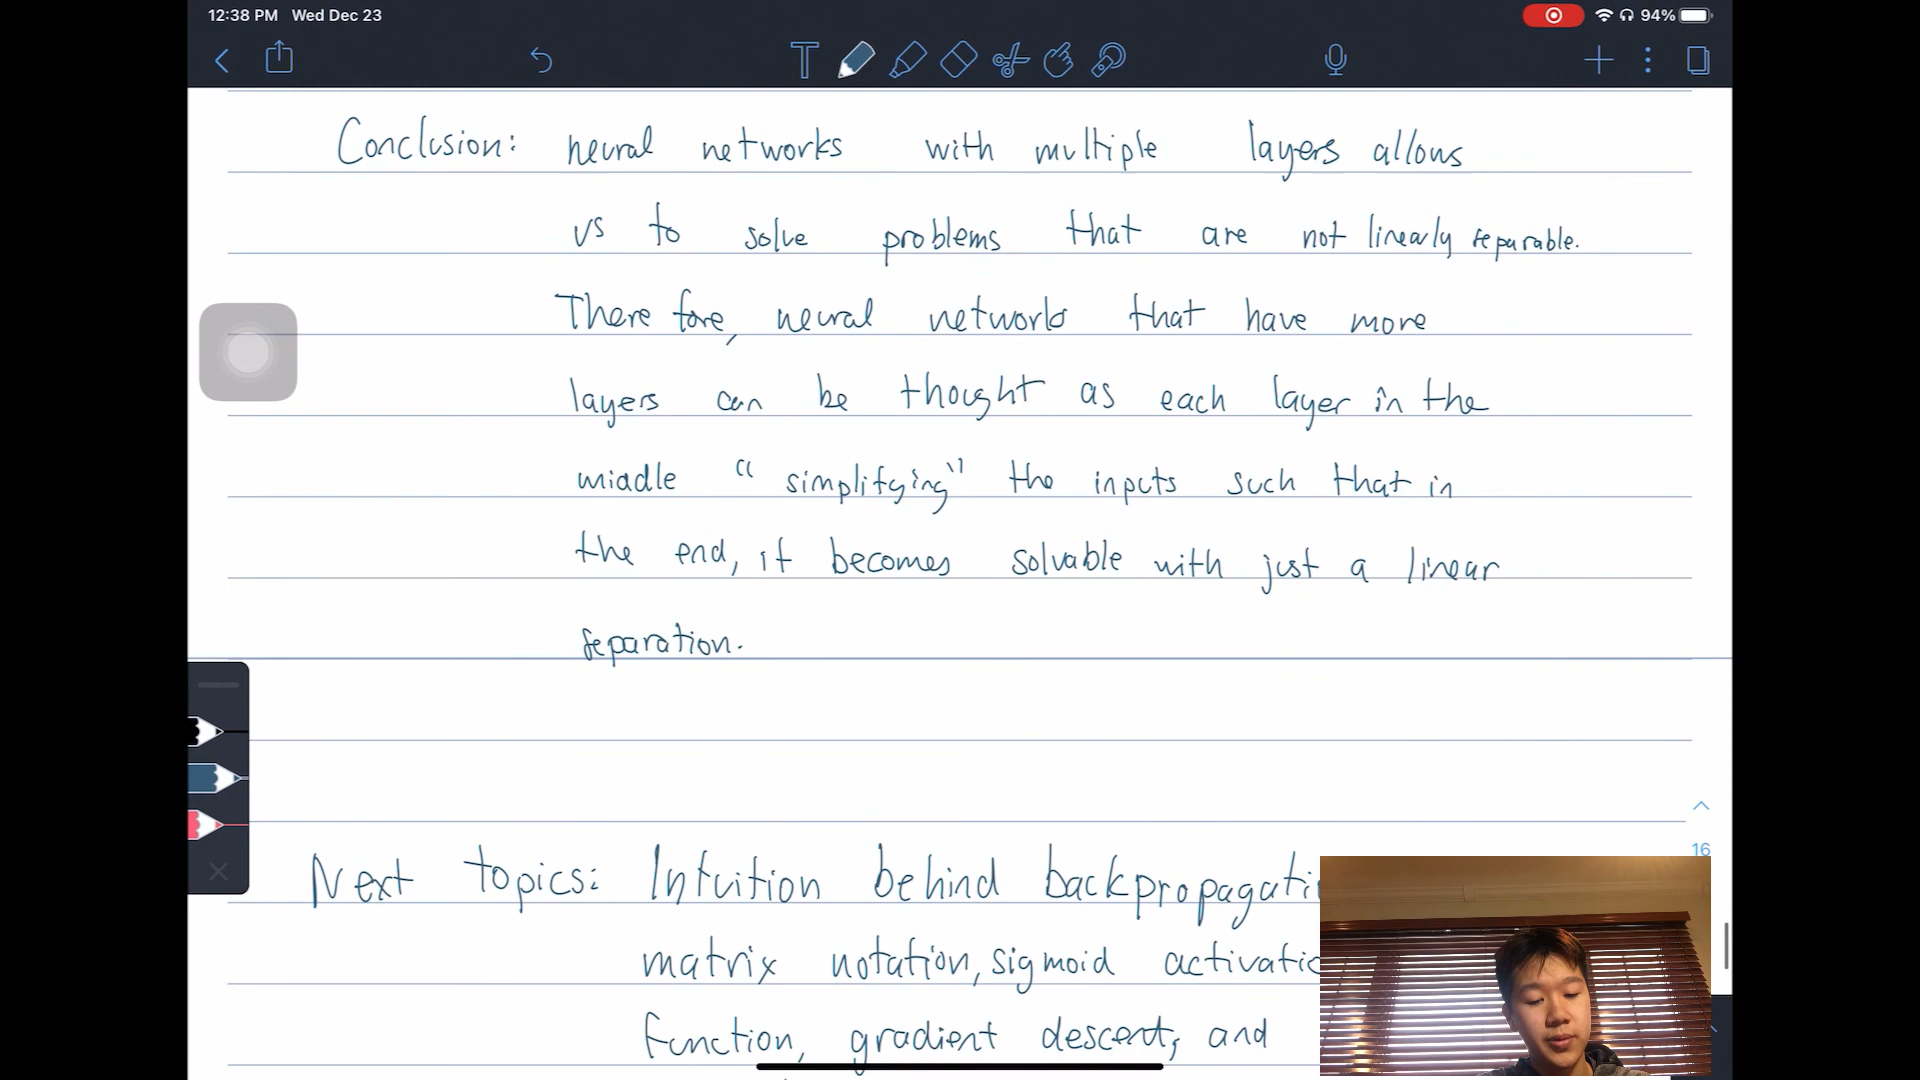 12:38 PM Wed Dec 23 94%
Conclusion: neural networks with multiple layers allows
us to solve problems that are not linearly separable.
Therefore, neural networks that have more
layers can be thought as each layer in the
middle "simplifying" the inputs such that in
the end, it becomes solvable with just a linear
separation.
16
Next topics: Intuition behind backpropagati
matrix notation, sigmoid activatio
function, gradient descent, and